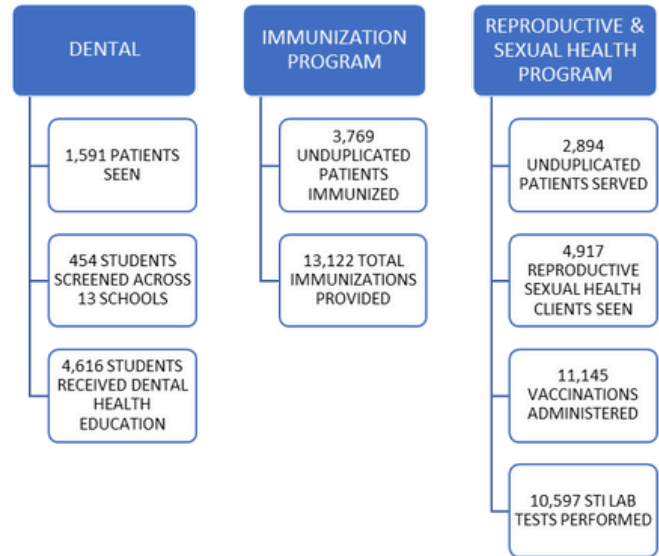 DENTAL
1,591 PATIENTS
SEEN
454 STUDENTS
SCREENED ACROSS
13 SCHOOLS
4,616 STUDENTS
RECEIVED DENTAL
HEALTH
EDUCATION
IMMUNIZATION
PROGRAM
3,769
UNDUPLICATED
PATIENTS
IMMUNIZED
13,122 TOTAL
IMMUNIZATIONS
PROVIDED
REPRODUCTIVE &
SEXUAL HEALTH
PROGRAM
2,894
UNDUPLICATED
PATIENTS SERVED
4,917
REPRODUCTIVE
SEXUAL HEALTH
CLIENTS SEEN
11,145
VACCINATIONS
ADMINISTERED
10,597 STI LAB
TESTS PERFORMED